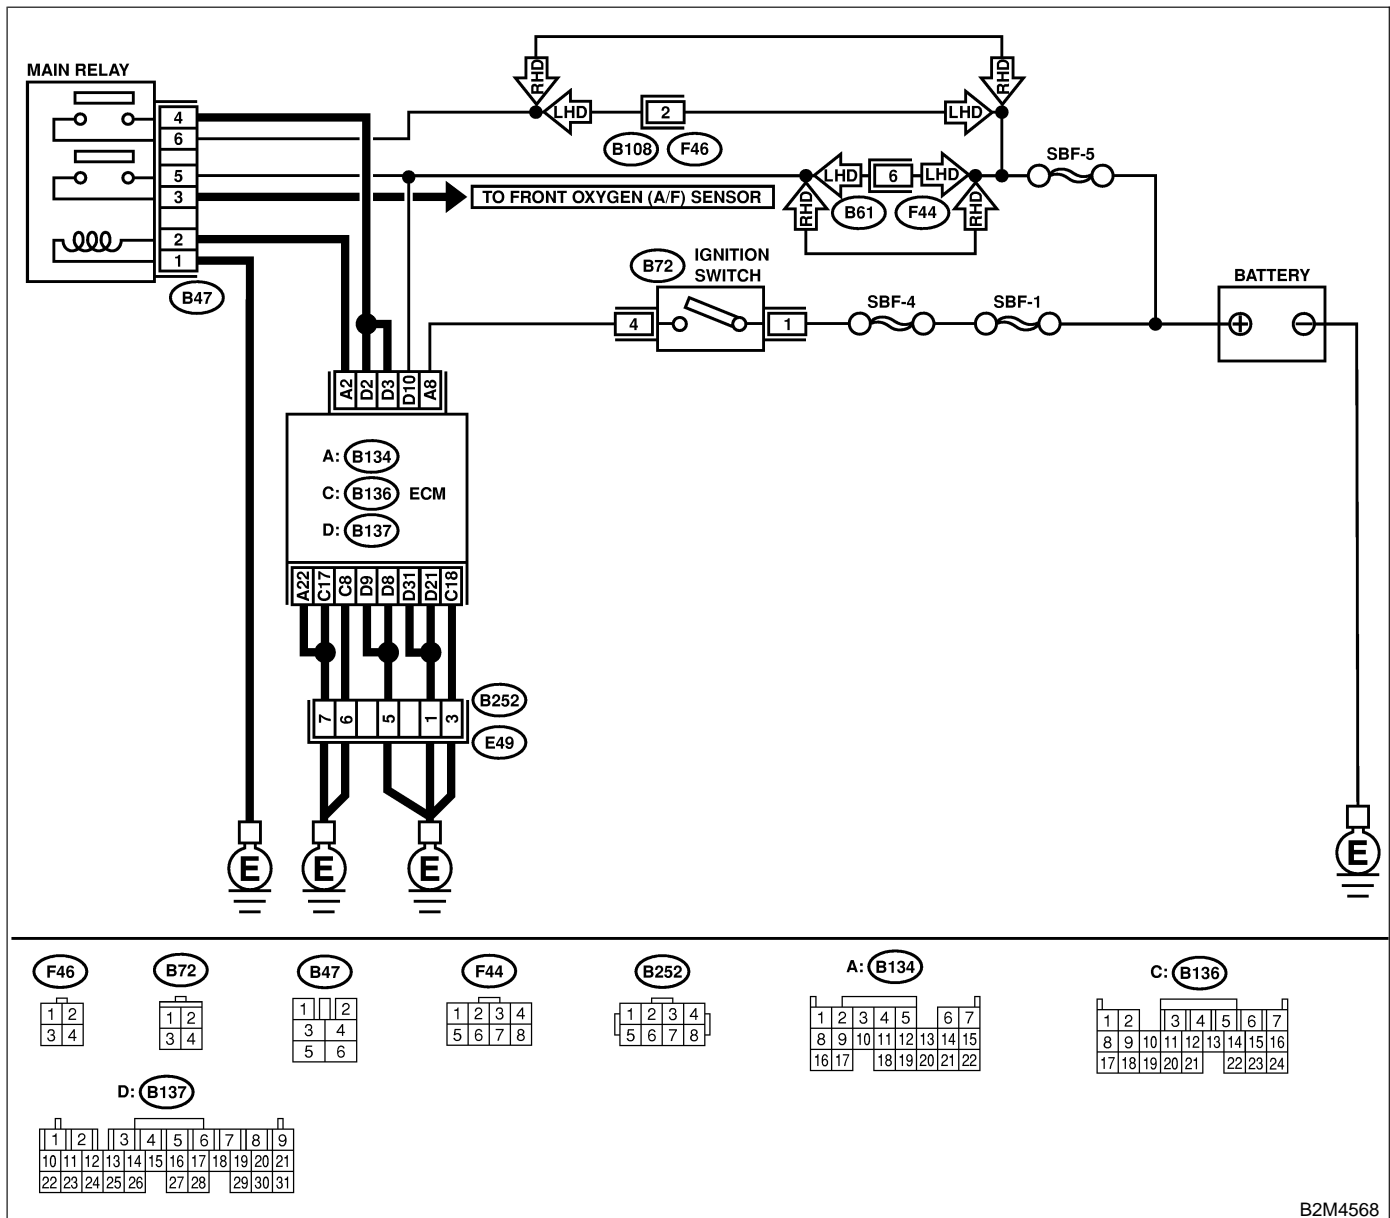 MAIN RELAY
RHD
RHD
LHD
2
LHD
4
6
B108
F46
SBF-5
5
3
LHD
6
LHD
TO FRONT OXYGEN (A/F) SENSOR
RHD
B61
F44
RHD
2
1
B47
B72
IGNITION
SWITCH
BATTERY
SBF-4
SBF-1
4
1
+
−
A2
D2
D3
D10
A8
A: B134
C: B136 ECM
D: B137
A22
C17
C8
D9
D8
D31
D21
C18
B252
7
6
5
1
3
E49
E
E
E
E
F46
1 2
3 4
B72
1 2
3 4
B47
1 2
3 4
5 6
F44
1 2 3 4
5 6 7 8
B252
1 2 3 4
5 6 7 8
A: B134
1 2 3 4 5 6 7
8 9 10 11 12 13 14 15
16 17 18 19 20 21 22
C: B136
1 2 3 4 5 6 7
8 9 10 11 12 13 14 15 16
17 18 19 20 21 22 23 24
D: B137
1 2 3 4 5 6 7 8 9
10 11 12 13 14 15 16 17 18 19 20 21
22 23 24 25 26 27 28 29 30 31
B2M4568